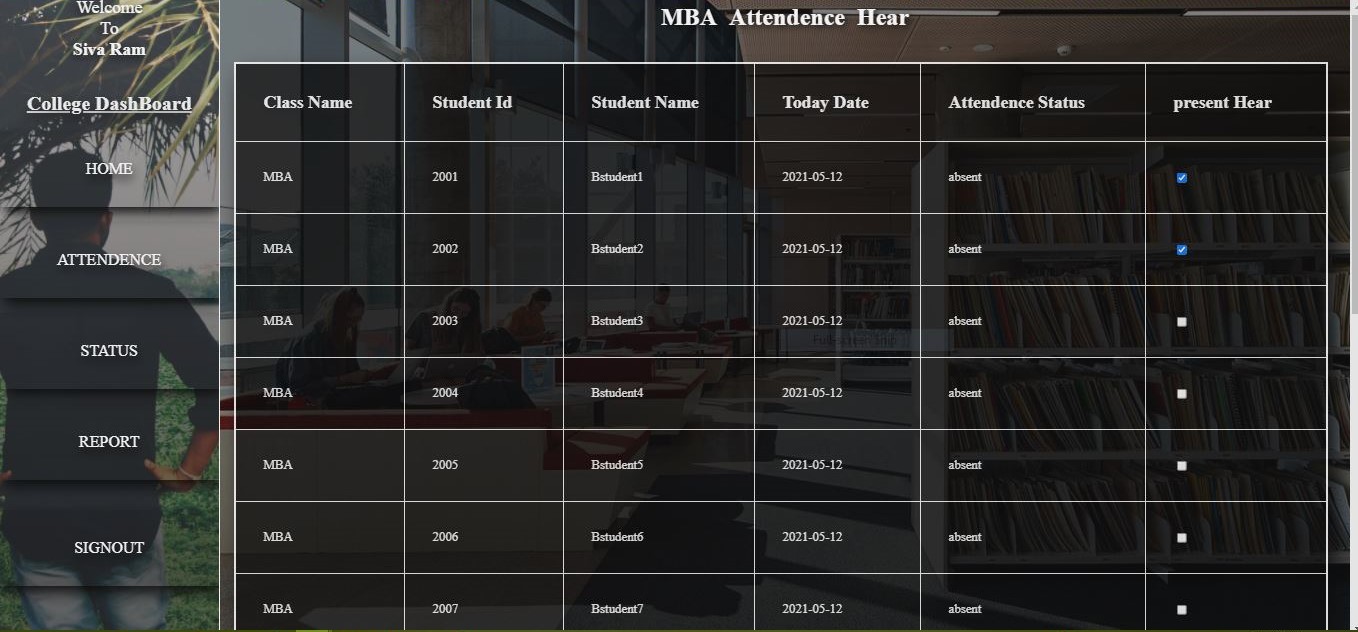 Welcome
To
Siva Ram
College DashBoard
HOME
ATTENDENCE
STATUS
REPORT
SIGNOUT
MBA Attendence Hear
Class Name Student Id Student Name Today Date Attendence Status present Hear
MBA 2001 Bstudent1 2021-05-12 absent
MBA 2002 Bstudent2 2021-05-12 absent
MBA 2003 Bstudent3 2021-05-12 absent
Full-screen Snip
MBA 2004 Bstudent4 2021-05-12 absent
MBA 2005 Bstudent5 2021-05-12 absent
MBA 2006 Bstudent6 2021-05-12 absent
MBA 2007 Bstudent7 2021-05-12 absent